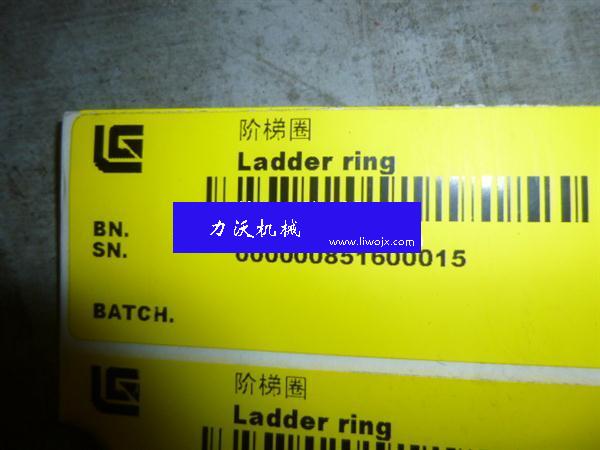 阶梯圈
Ladder ring
BN.
力沃机械
www.liwojx.com
SN.
000000851600015
BATCH.
阶梯圈
Ladder ring